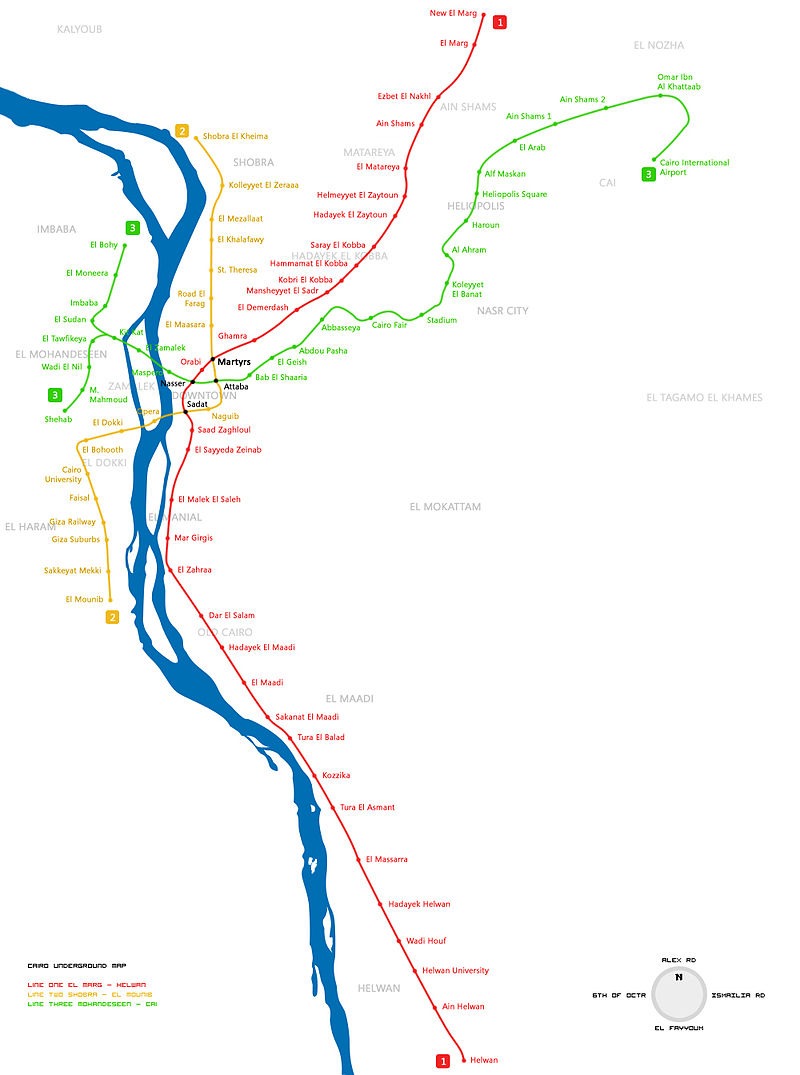 New El Marg
1
KALYOUB
El Marg
EL NOZHA
Omar Ibn
Al Khattaab
Ezbet El Nakhl
Ain Shams 2
AIN SHAMS
Ain Shams 1
Ain Shams
2
Shobra El Kheima
El Arab
MATAREYA
SHOBRA
Cairo International
Airport
3
El Matareya
Alf Maskan
Kolleyyet El Zeraaa
CAI
Helmeyyet El Zaytoun
Heliopolis Square
HELIOPOLIS
Hadayek El Zaytoun
El Mezallaat
Haroun
IMBABA
3
El Khalafawy
El Bohy
Saray El Kobba
Al Ahram
HADAYEK EL KOBBA
Hammamat El Kobba
St. Theresa
El Moneera
Kobri El Kobba
Koleyyet
El Banat
Mansheyyet El Sadr
Road El
Farag
Imbaba
El Demerdash
NASR CITY
El Sudan
Stadium
El Maasara
Cairo Fair
Abbasseya
Kit Kat
Ghamra
El Tawfikeya
El Zamalek
Abdou Pasha
EL MOHANDESEEN
Orabi
Martyrs
El Geish
Wadi El Nil
Maspero
Bab El Shaaria
Nasser
Attaba
ZAMALEK
3
M.
Mahmoud
DOWNTOWN
EL TAGAMO EL KHAMES
Sadat
Opera
Naguib
Shehab
El Dokki
Saad Zaghloul
El Bohooth
El Sayyeda Zeinab
EL DOKKI
Cairo
University
Faisal
El Malek El Saleh
EL MOKATTAM
EL MANIAL
Giza Railway
EL HARAM
Giza Suburbs
Mar Girgis
Sakkeyat Mekki
El Zahraa
El Mounib
2
Dar El Salam
OLD CAIRO
Hadayek El Maadi
El Maadi
EL MAADI
Sakanat El Maadi
Tura El Balad
Kozzika
Tura El Asmant
El Massarra
Hadayek Helwan
Wadi Houf
Helwan University
HELWAN
Ain Helwan
1
Helwan
CAIRO UNDERGROUND MAP
LINE ONE EL MARG - HELWAN
LINE TWO SHOBRA - EL MOUNIB
LINE THREE MOHANDESEEN - CAI
ALEX RD
N
6TH OF OCTR
ISMAILIA RD
EL FAYYOUM